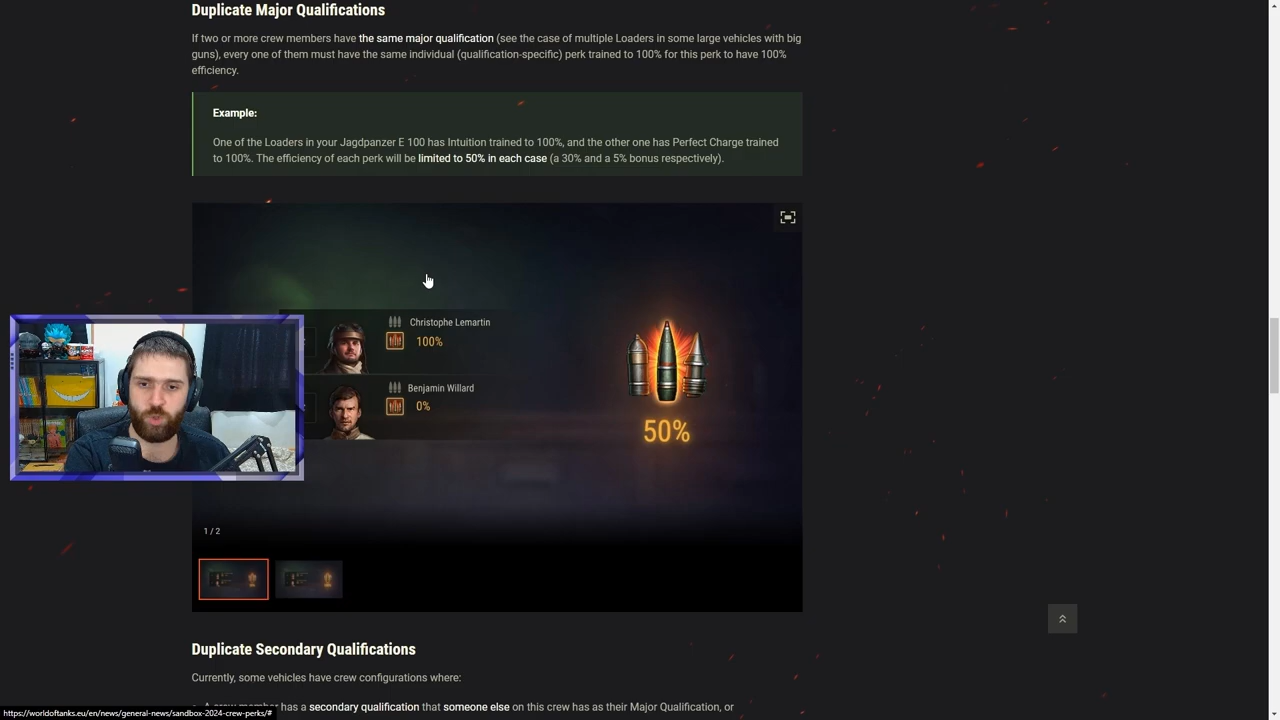 Duplicate Major Qualifications
If two or more crew members have the same major qualification (see the case of multiple Loaders in some large vehicles with big
guns), every one of them must have the same individual (qualification-specific) perk trained to 100% for this perk to have 100%
efficiency.
Example:
One of the Loaders in your Jagdpanzer E 100 has Intuition trained to 100%, and the other one has Perfect Charge trained
to 100%. The efficiency of each perk will be limited to 50% in each case (a 30% and a 5% bonus respectively).
Christophe Lemartin
100%
Benjamin Willard
0%
50%
1 / 2
Duplicate Secondary Qualifications
Currently, some vehicles have crew configurations where:
A crew member has a secondary qualification that someone else on this crew has as their Major Qualification, or
https://worldoftanks.eu/en/news/general-news/sandbox-2024-crew-perks/#